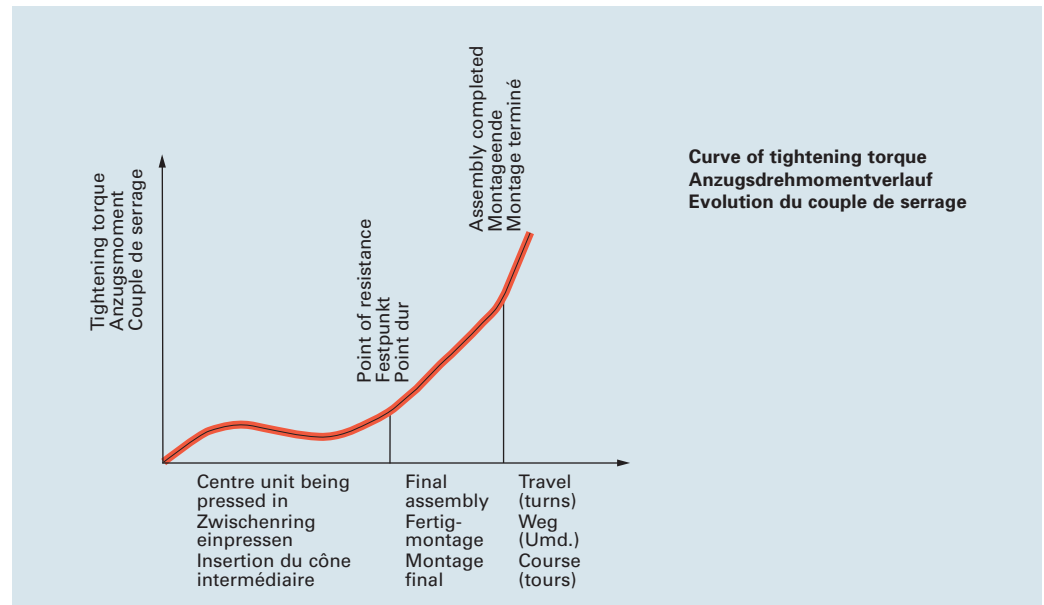 Curve of tightening torque
Anzugsdrehmomentverlauf
Evolution du couple de serrage
Tightening torque
Anzugsmoment
Couple de serrage
Point of resistance
Festpunkt
Point dur
Assembly completed
Montageende
Montage terminé
Centre unit being
pressed in
Zwischenring
einpressen
Insertion du cône
intermédiaire
Final
assembly
Fertig-
montage
Montage
final
Travel
(turns)
Weg
(Umd.)
Course
(tours)